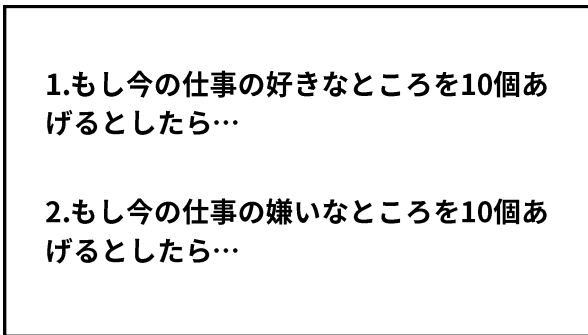 1.もし今の仕事の好きなところを10個あ
げるとしたら…
2.もし今の仕事の嫌いなところを10個あ
げるとしたら…